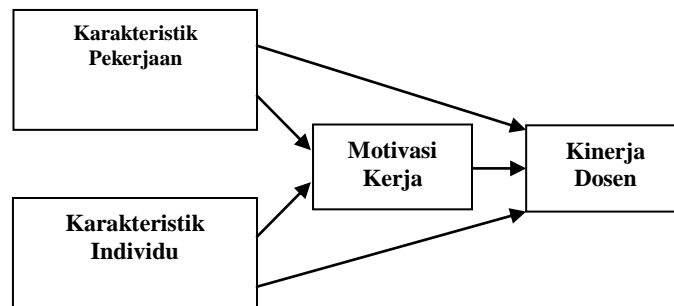 Karakteristik
Pekerjaan
Motivasi
Kerja
Kinerja
Dosen
Karakteristik
Individu